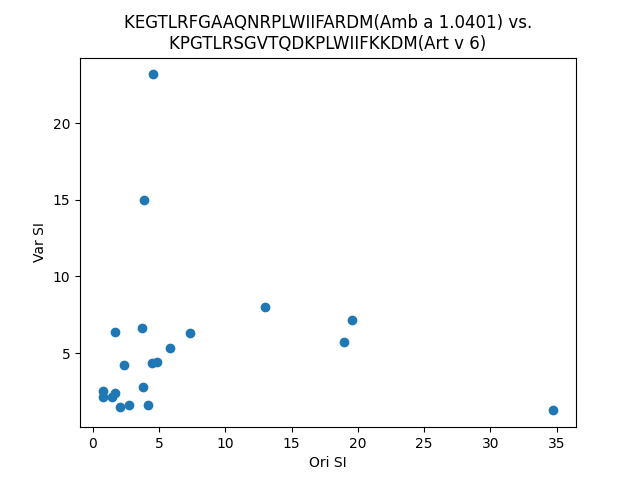 KEGTLRFGAAQNRPLWIIFARDM(Amb a 1.0401) vs.
KPGTLRSGVTQDKPLWIIFKKDM(Art v 6)
20
15
10
5
Var SI
0 5 10 15 20 25 30 35
Ori SI